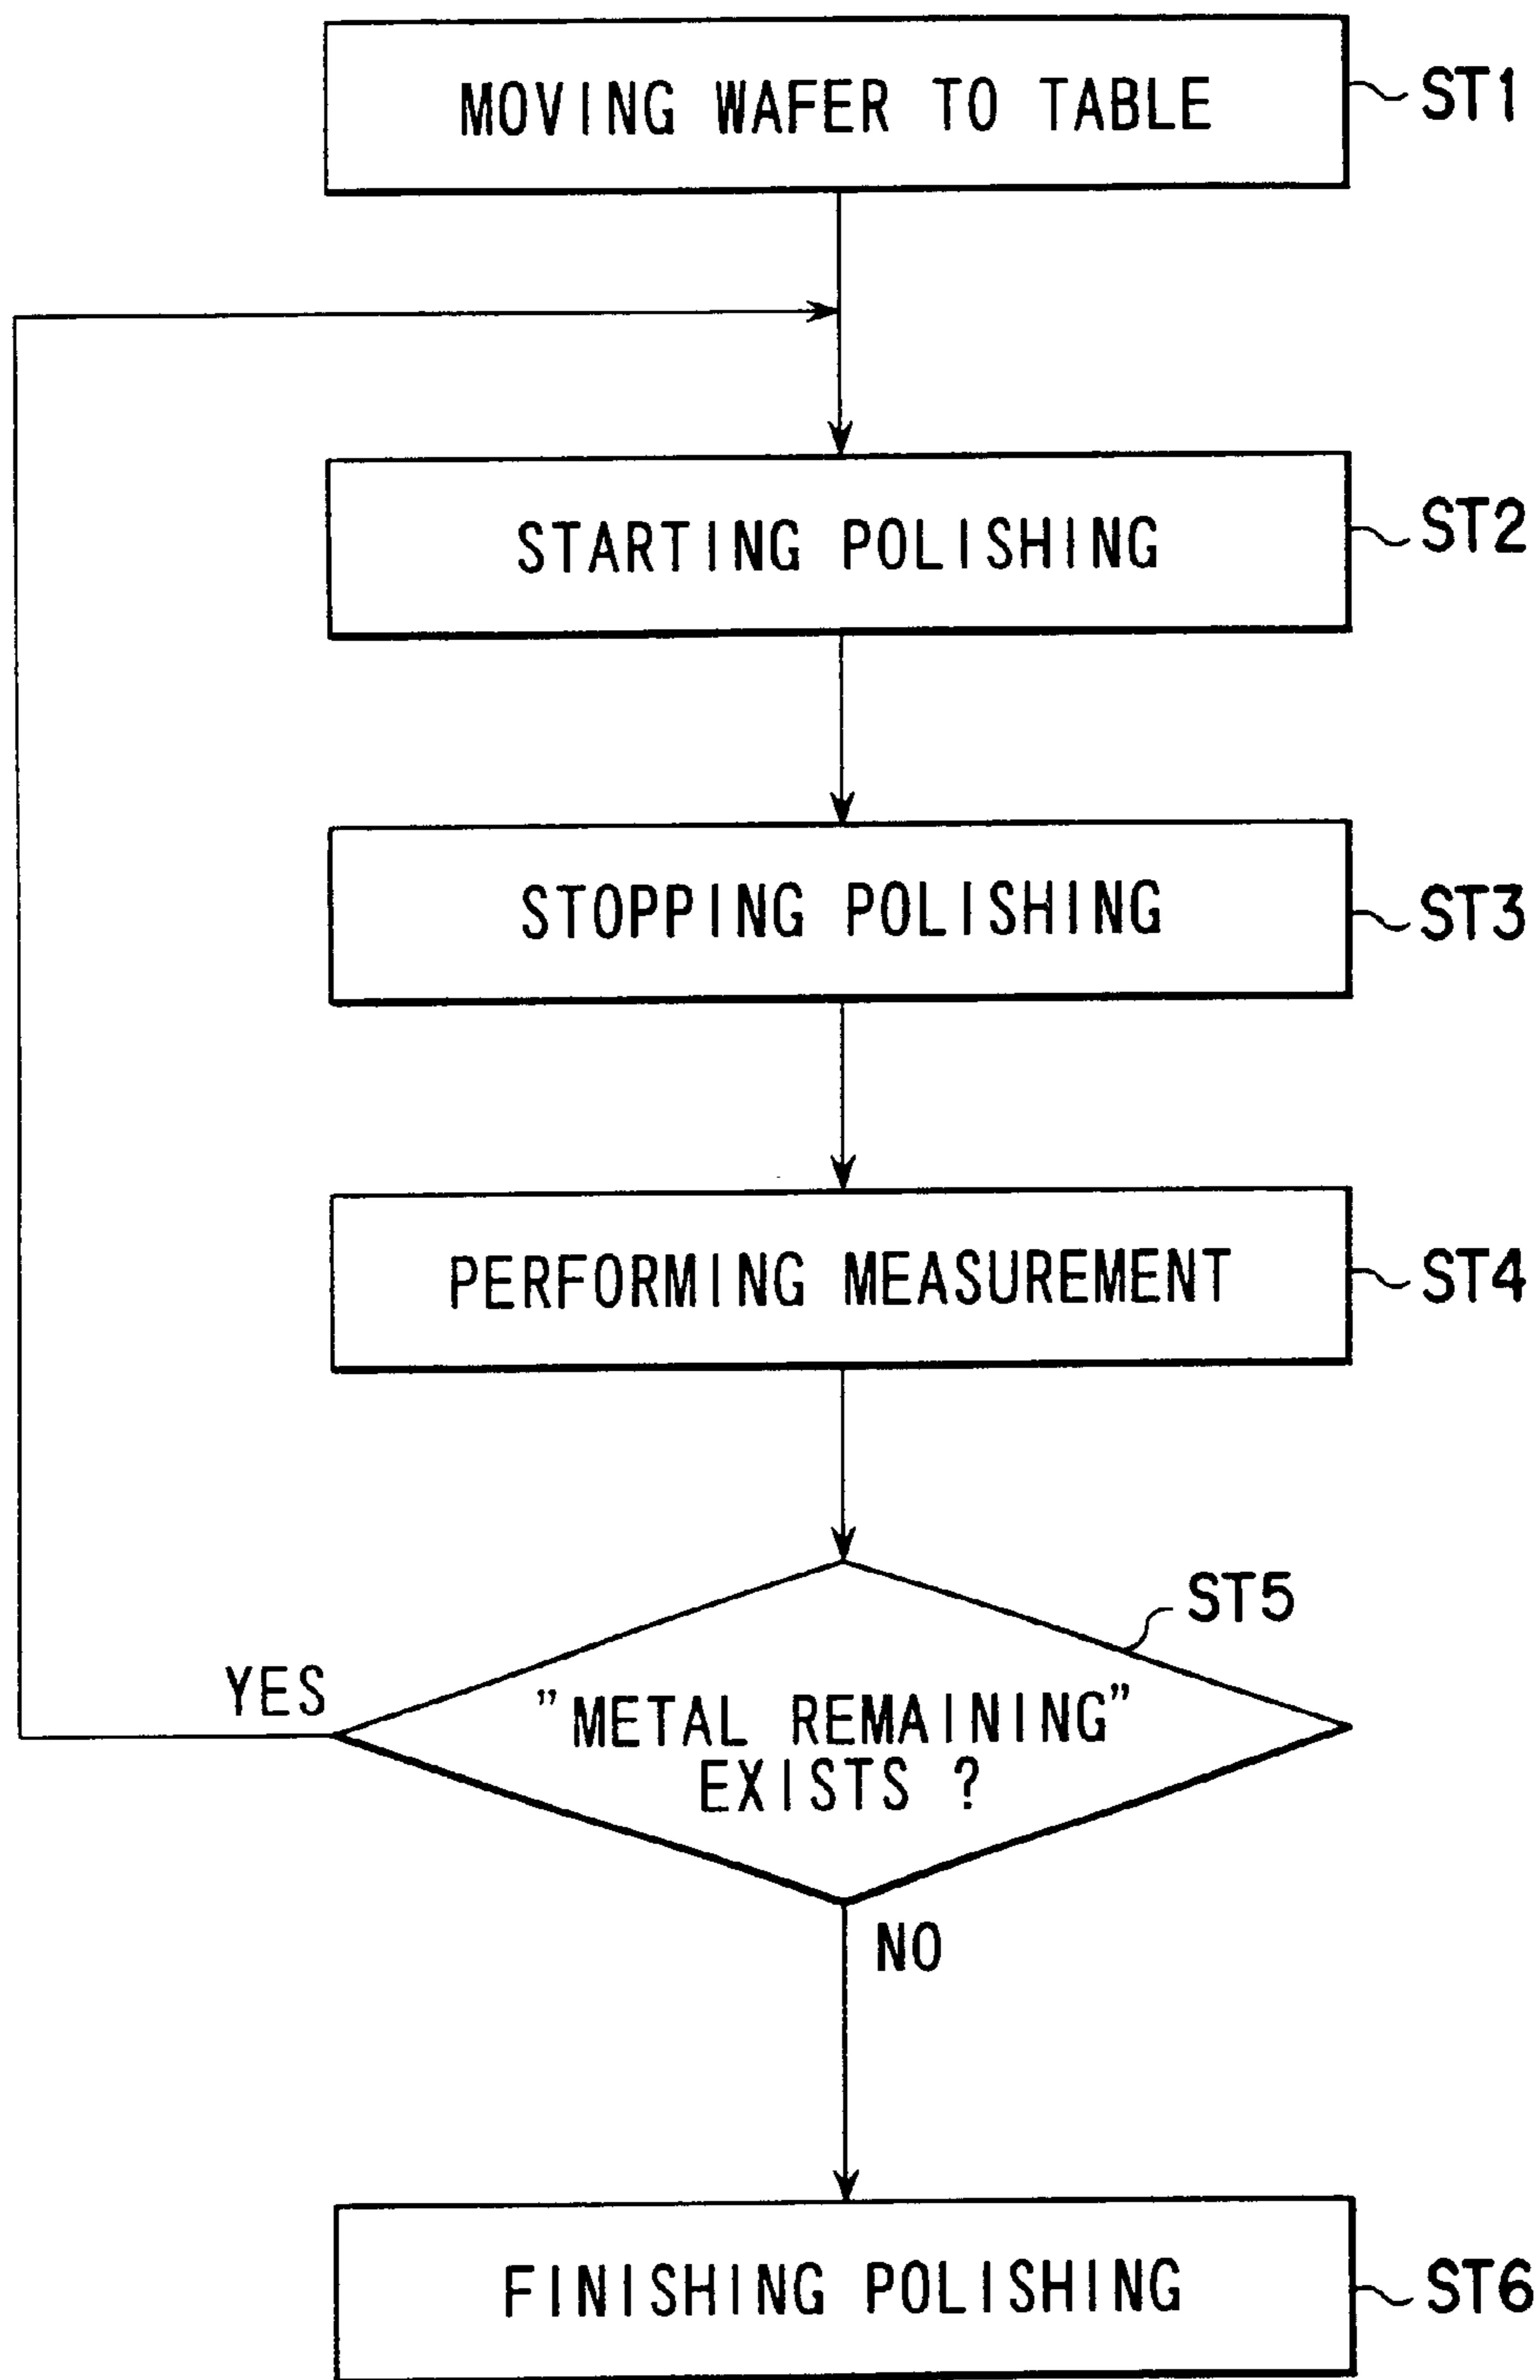 MOVING WAFER TO TABLE
ST1
STARTING POLISHING
ST2
STOPPING POLISHING
ST3
PERFORMING MEASUREMENT
ST4
ST5
YES
"METAL REMAINING"
EXISTS ?
NO
FINISHING POLISHING
ST6